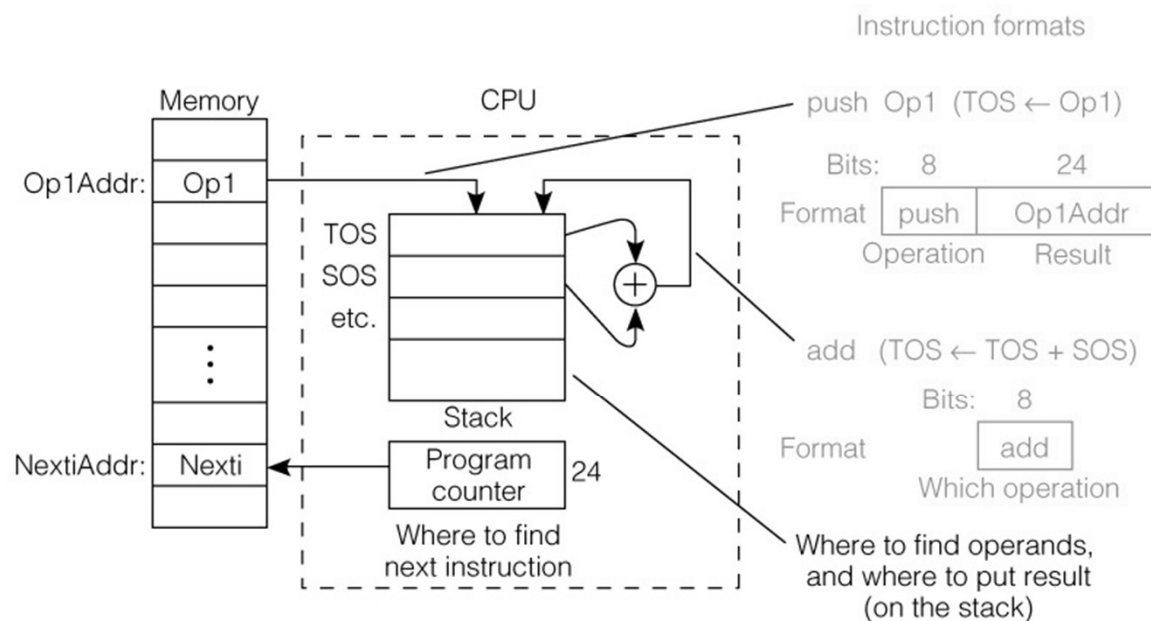 Instruction formats
Memory
CPU
push Op1 (TOS ← Op1)
Op1Addr:
Op1
Bits: 8 24
Format push Op1Addr
Operation Result
TOS
SOS
etc.
+
add (TOS ← TOS + SOS)
Bits: 8
Format add
Which operation
Stack
NextiAddr:
Nexti
Program
counter
24
Where to find
next instruction
Where to find operands,
and where to put result
(on the stack)